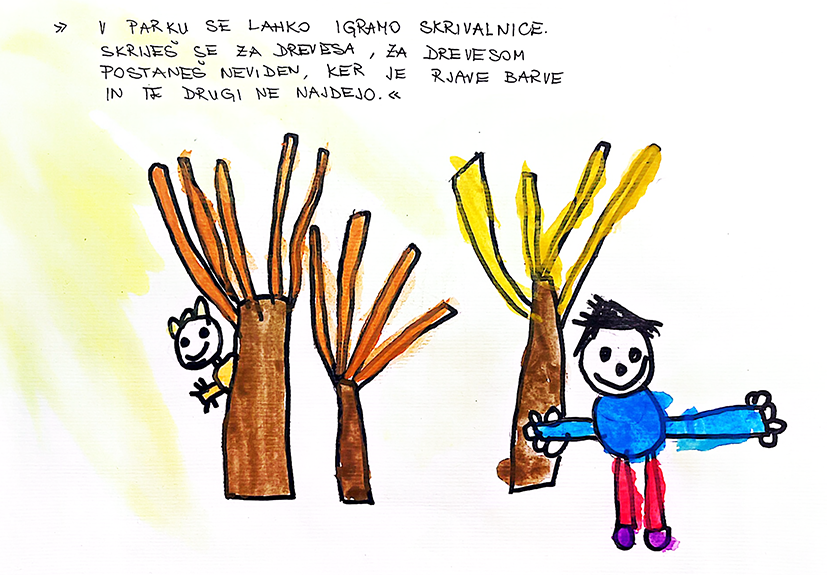 » V PARKU SE LAHKO IGRAMO SKRIVALNICE.
SKRIJEŠ SE ZA DREVESA, ZA DREVESOM
POSTANEŠ NEVIDEN, KER JE RJAVE BARVE
IN TE DRUGI NE NAJDEJO. «